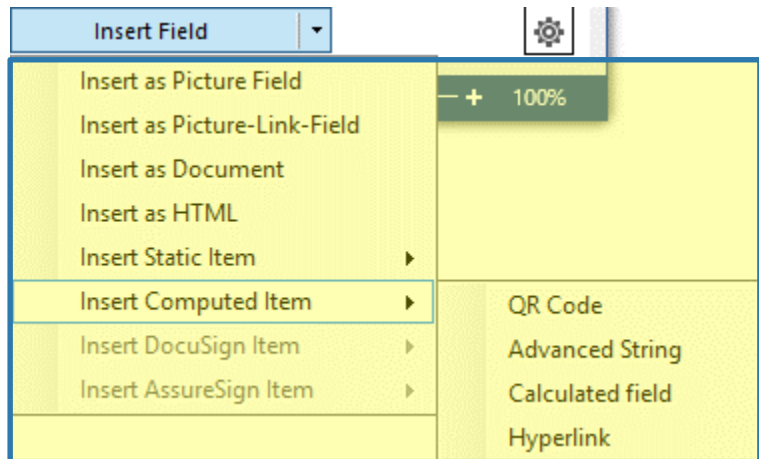 Insert Field
Insert as Picture Field
— + 100%
Insert as Picture-Link-Field
Insert as Document
Insert as HTML
Insert Static Item
Insert Computed Item
Insert DocuSign Item
Insert AssureSign Item
QR Code
Advanced String
Calculated field
Hyperlink